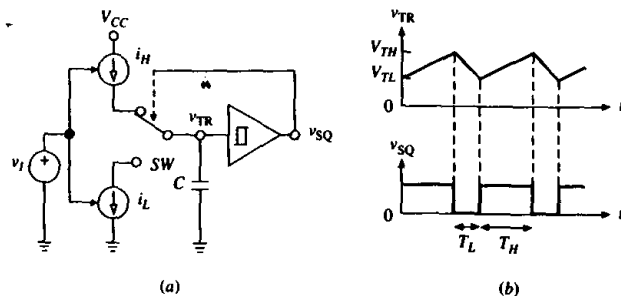 V_CC
i_H
v_TR
v_SQ
v_I
SW
C
i_L
(a)
v_TR
V_TH
V_TL
0
t
v_SQ
0
t
T_L
T_H
(b)